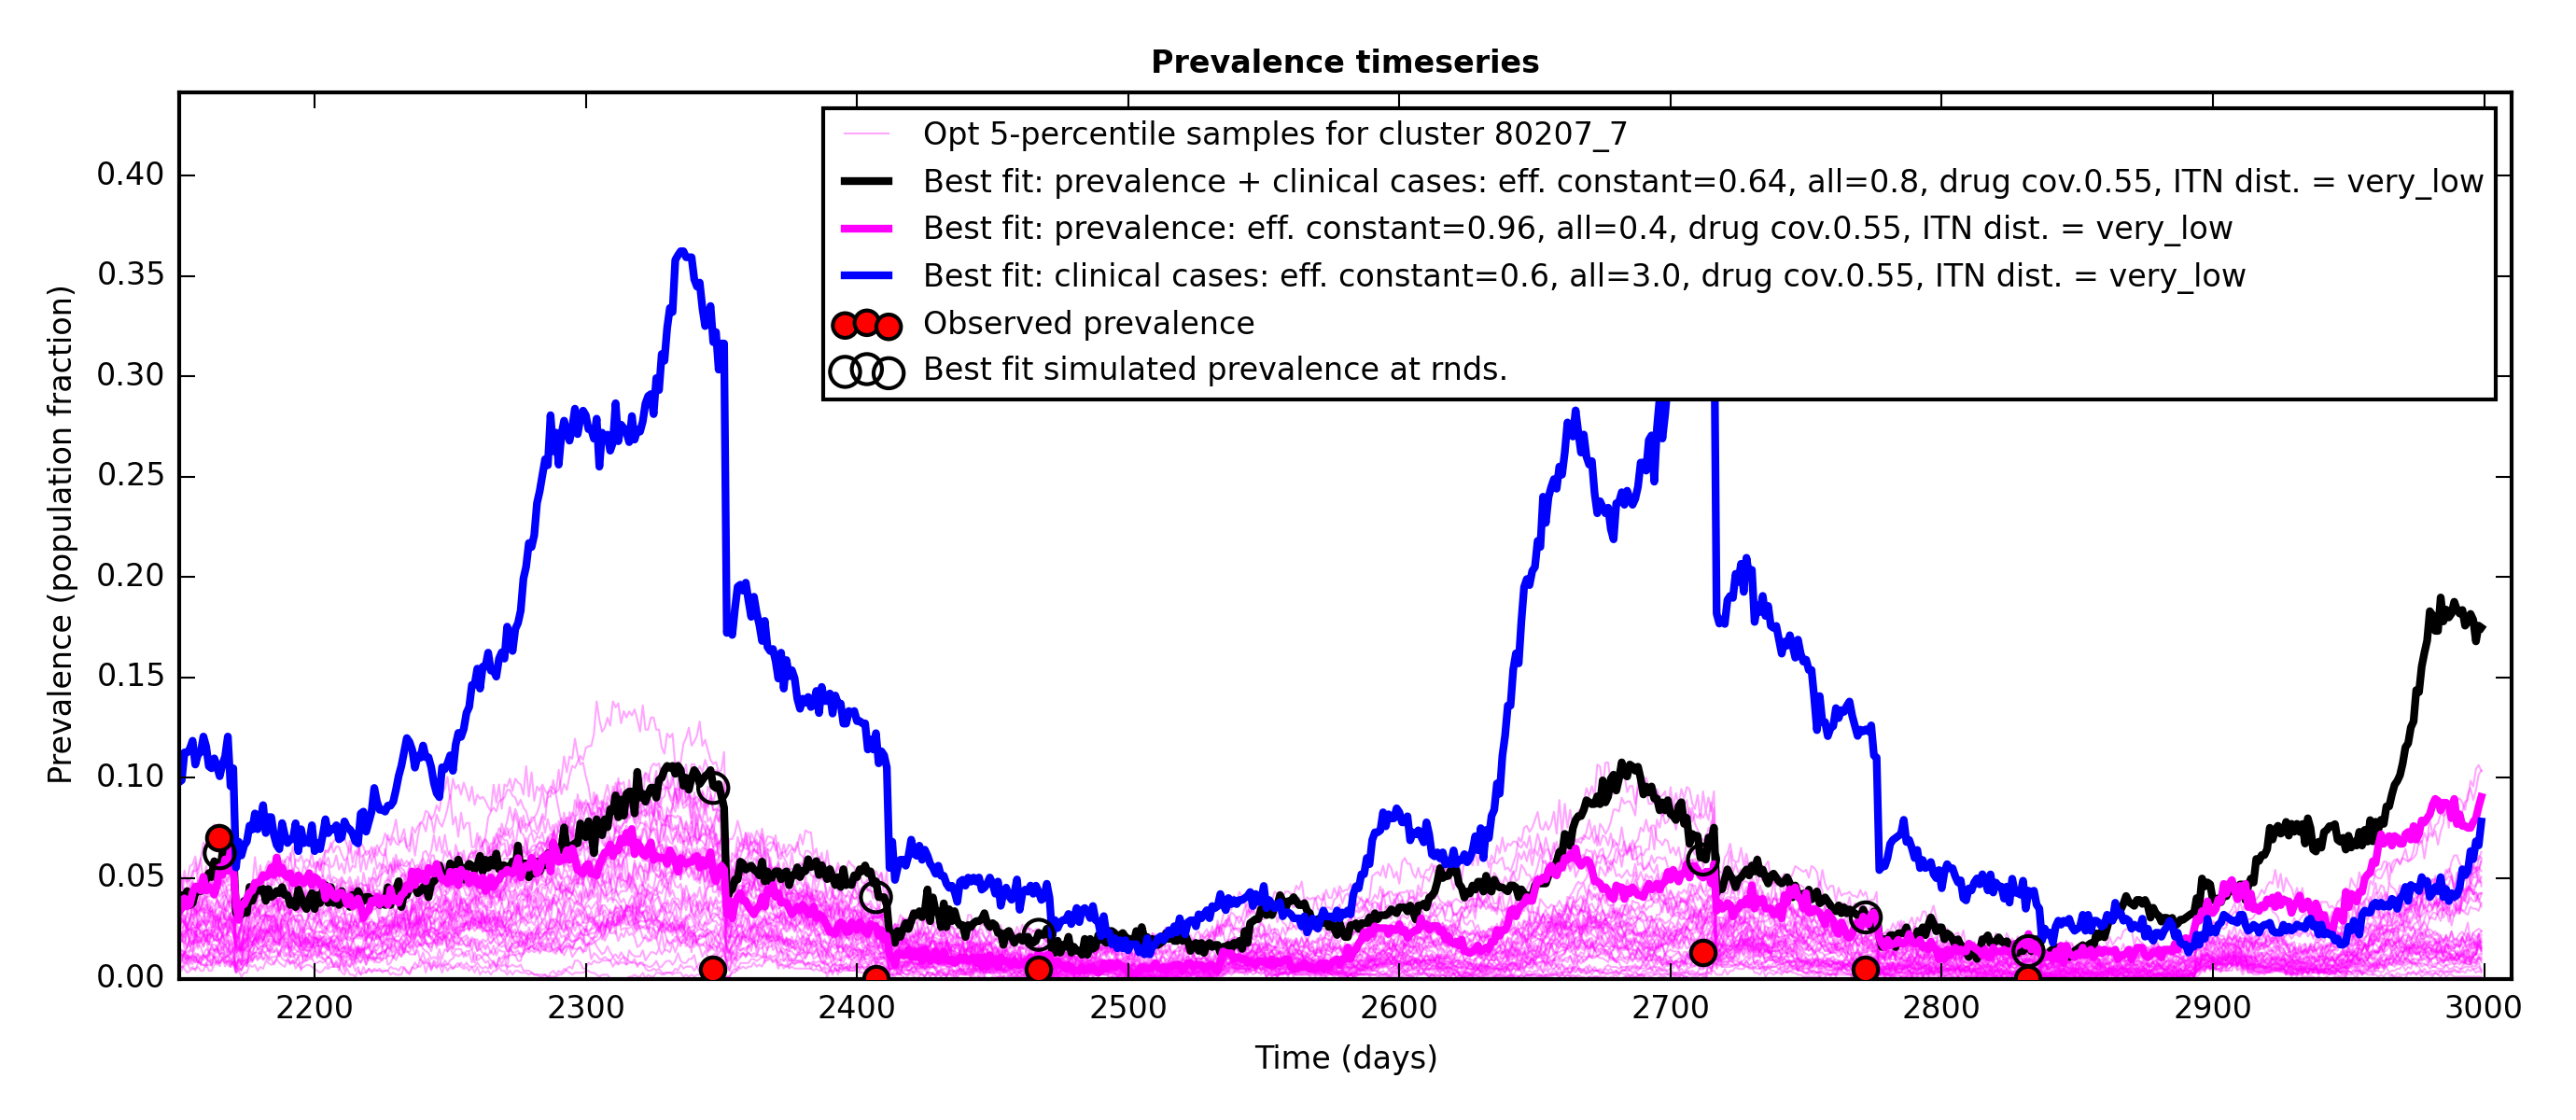 Prevalence timeseries
Opt 5-percentile samples for cluster 80207_7
Best fit: prevalence + clinical cases: eff. constant=0.64, all=0.8, drug cov.0.55, ITN dist. = very_low
Best fit: prevalence: eff. constant=0.96, all=0.4, drug cov.0.55, ITN dist. = very_low
Best fit: clinical cases: eff. constant=0.6, all=3.0, drug cov.0.55, ITN dist. = very_low
Observed prevalence
Best fit simulated prevalence at rnds.
Prevalence (population fraction)
0.40
0.35
0.30
0.25
0.20
0.15
0.10
0.05
0.00
2200 2300 2400 2500 2600 2700 2800 2900 3000
Time (days)